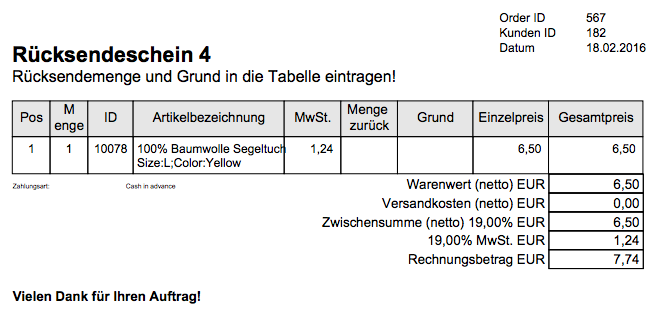 Order ID 567
Kunden ID 182
Datum 18.02.2016
Rücksendeschein 4
Rücksendemenge und Grund in die Tabelle eintragen!
Pos Menge ID Artikelbezeichnung MwSt. Menge zurück Grund Einzelpreis Gesamtpreis
1 1 10078 100% Baumwolle Segeltuch 1,24 6,50 6,50
Size:L;Color:Yellow
Zahlungsart: Cash in advance
Warenwert (netto) EUR 6,50
Versandkosten (netto) EUR 0,00
Zwischensumme (netto) 19,00% EUR 6,50
19,00% MwSt. EUR 1,24
Rechnungsbetrag EUR 7,74
Vielen Dank für Ihren Auftrag!